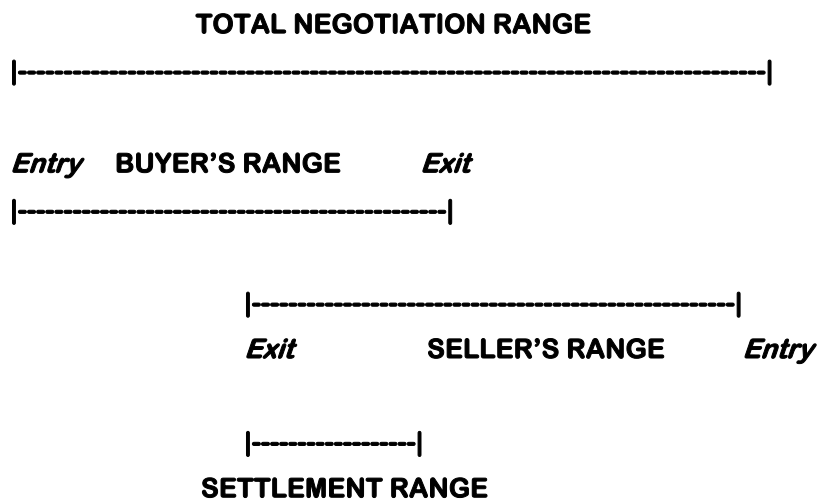 TOTAL NEGOTIATION RANGE
Entry BUYER’S RANGE Exit
Exit SELLER’S RANGE Entry
SETTLEMENT RANGE